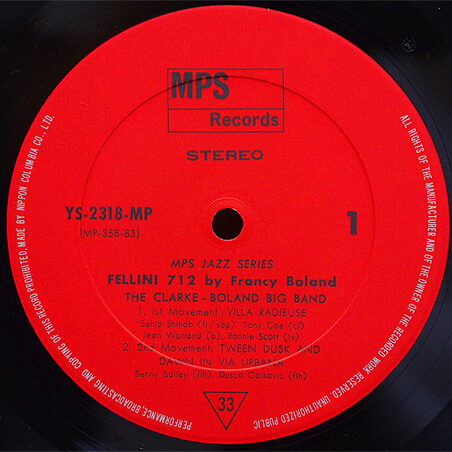 MPS
Records
STEREO
YS-2318-MP
(MP-358-83)
1
MPS JAZZ SERIES
FELLINI 712 by Francy Boland
THE CLARKE - BOLAND BIG BAND
1. 1st Movement: VILLA RADIEUSE
Sahib Shihab (fl/sop), Tony Coe (cl)
Jean Warland (b), Ronnie Scott (ts)
2. 2nd Movement: TWEEN DUSK AND
DAWN IN VIA URBANA
Benny Bailey (flh), Dusco Gojkovic (flh)
33
ALL RIGHTS OF THE MANUFACTURER AND OF THE OWNER OF THE RECORDED WORK RESERVED. UNAUTHORIZED PUBLIC
PERFORMANCE, BROADCASTING AND COPYING OF THIS RECORD PROHIBITED. MADE BY NIPPON COLUMBIA CO., LTD.